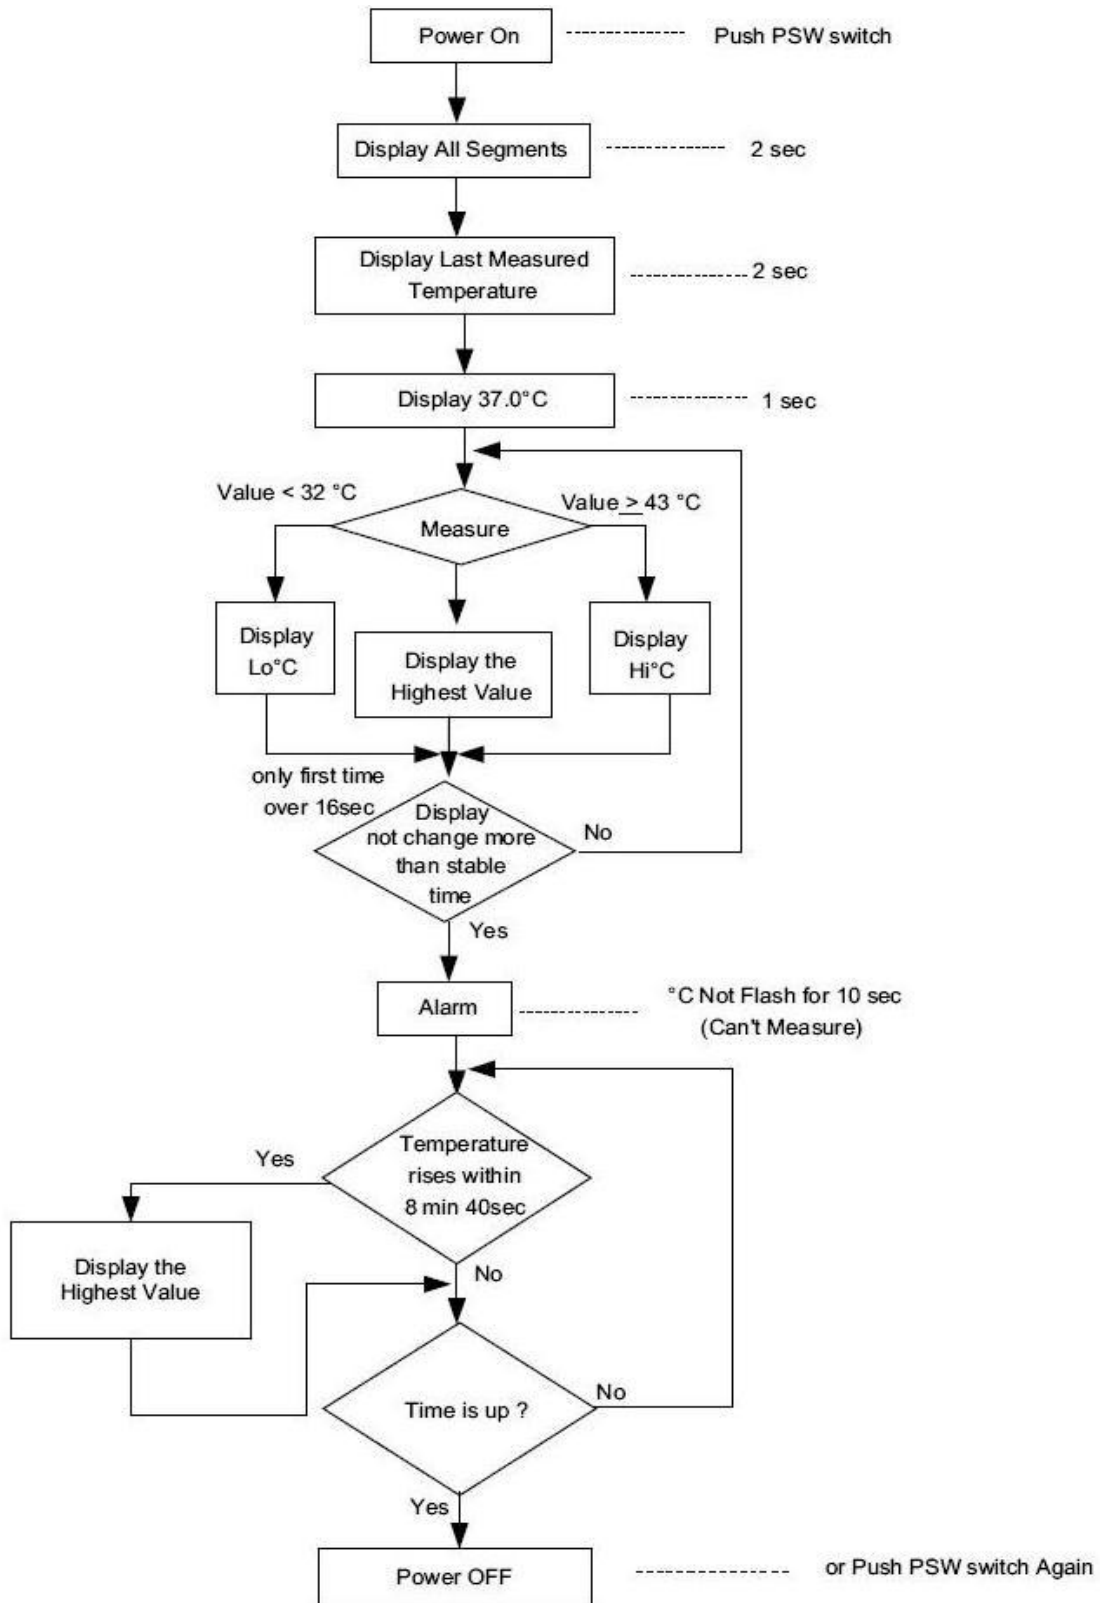 Power On
Push PSW switch
Display All Segments
2 sec
Display Last Measured
Temperature
2 sec
Display 37.0°C
1 sec
Value < 32 °C
Value > 43 °C
Measure
Display
Lo°C
Display the
Highest Value
Display
Hi°C
only first time
over 16sec
Display
not change more
than stable
time
No
Yes
Alarm
°C Not Flash for 10 sec
(Can't Measure)
Temperature
rises within
8 min 40sec
Yes
Display the
Highest Value
No
Time is up ?
No
Yes
Power OFF
or Push PSW switch Again